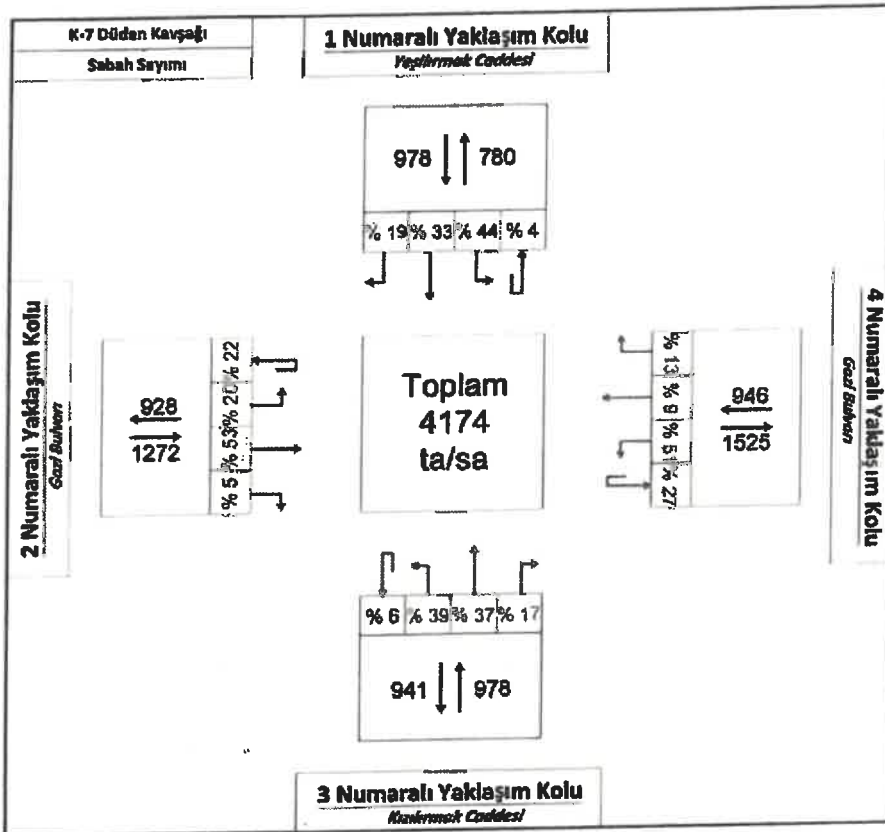 K-7 Düden Kavşağı
Sabah Sayımı
1 Numaralı Yaklaşım Kolu
Yeşilırmak Caddesi
978 780
% 19 % 33 % 44 % 4
2 Numaralı Yaklaşım Kolu
Gazi Bulvarı
928
1272
% 22
% 20
% 53
% 5
Toplam
4174
ta/sa
% 13
% 9
% 51
% 27
946
1525
4 Numaralı Yaklaşım Kolu
Gazi Bulvarı
% 6 % 39 % 37 % 17
941 978
3 Numaralı Yaklaşım Kolu
Kızılırmak Caddesi